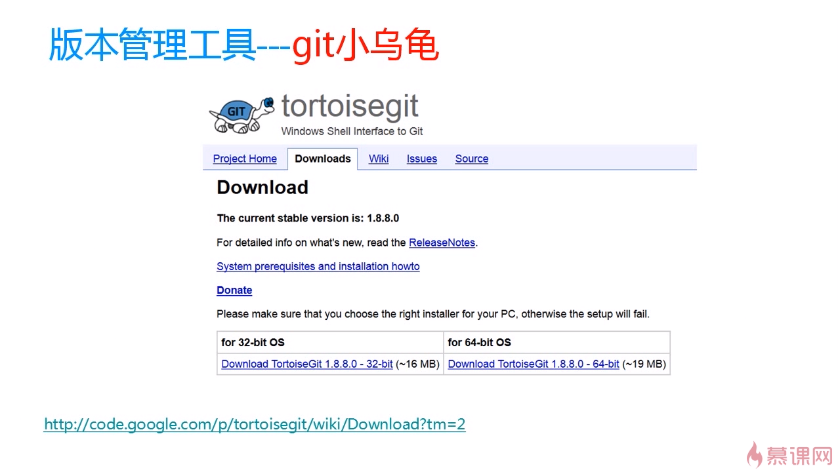 版本管理工具---git小乌龟
GIT
tortoisegit
Windows Shell Interface to Git
Project Home Downloads Wiki Issues Source
Download
The current stable version is: 1.8.8.0
For detailed info on what's new, read the ReleaseNotes.
System prerequisites and installation howto
Donate
Please make sure that you choose the right installer for your PC, otherwise the setup will fail.
for 32-bit OS for 64-bit OS
Download TortoiseGit 1.8.8.0 - 32-bit (~16 MB) Download TortoiseGit 1.8.8.0 - 64-bit (~19 MB)
http://code.google.com/p/tortoisegit/wiki/Download?tm=2
慕课网